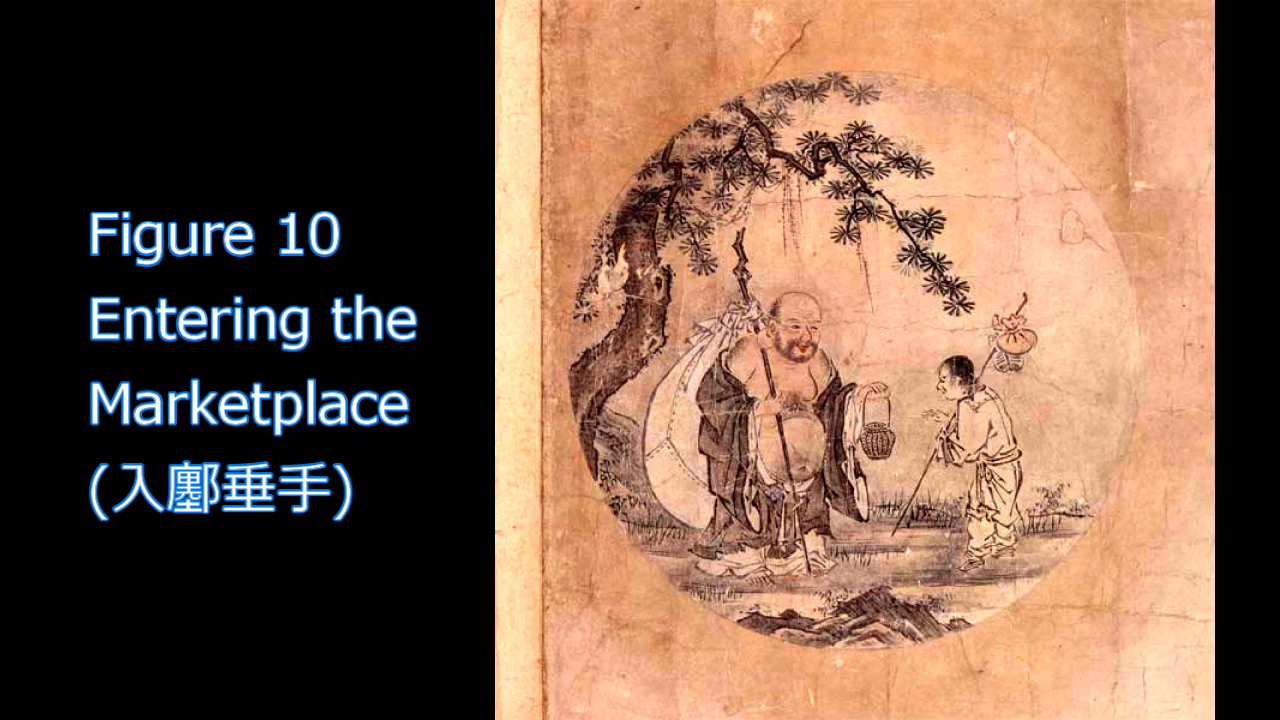 Figure 10
Entering the
Marketplace
(入鄽垂手)